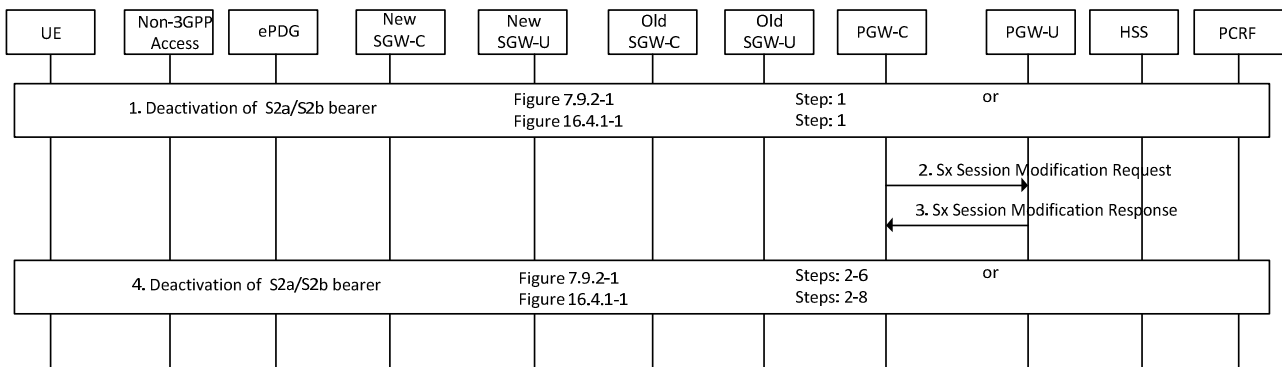 UE
Non-3GPP
Access
ePDG
New
SGW-C
New
SGW-U
Old
SGW-C
Old
SGW-U
PGW-C
PGW-U
HSS
PCRF
1. Deactivation of S2a/S2b bearer
Figure 7.9.2-1 Step: 1 or
Figure 16.4.1-1 Step: 1
2. Sx Session Modification Request
3. Sx Session Modification Response
4. Deactivation of S2a/S2b bearer
Figure 7.9.2-1 Steps: 2-6 or
Figure 16.4.1-1 Steps: 2-8